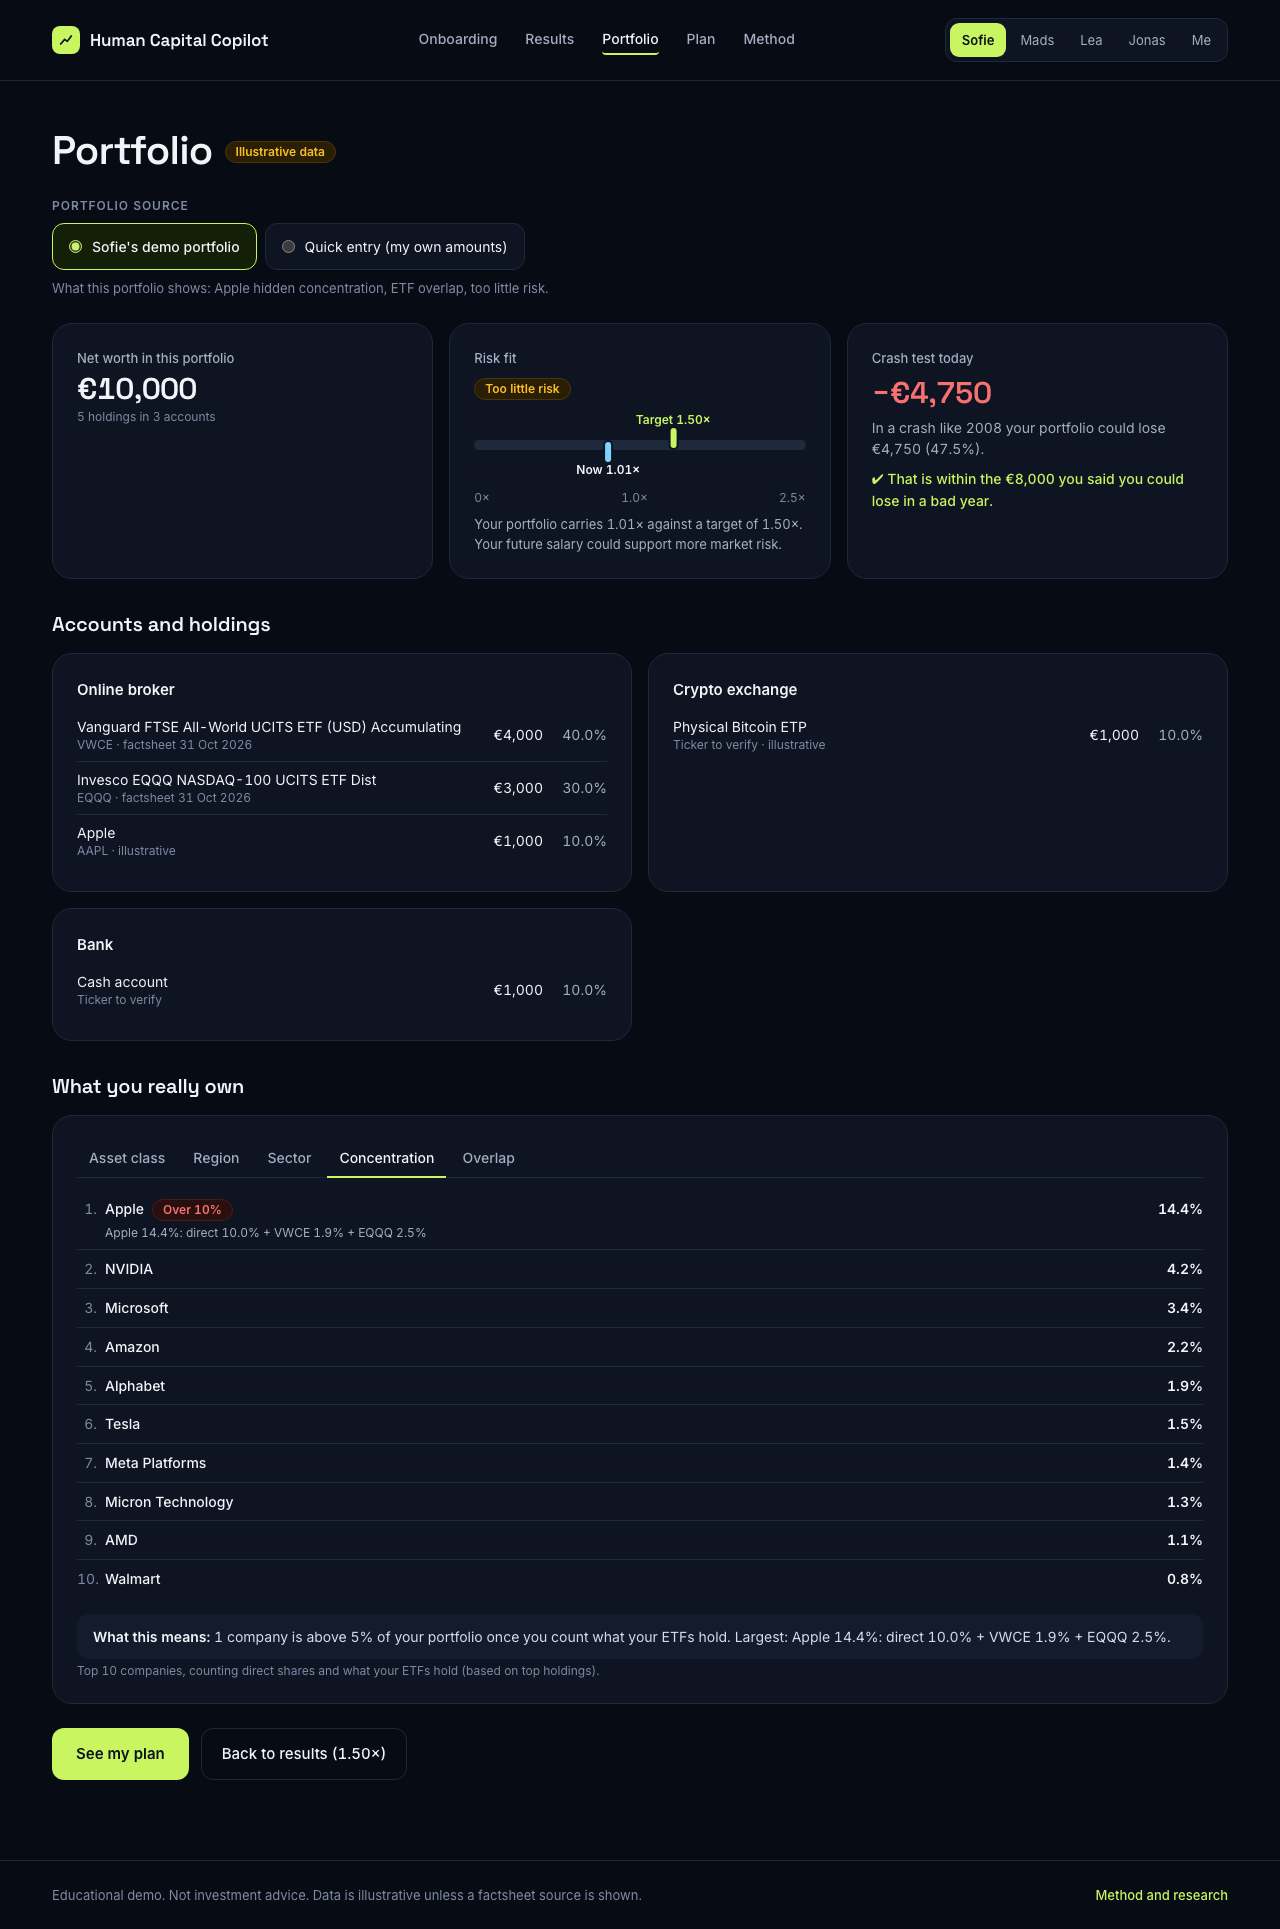 Human Capital Copilot
Onboarding
Results
Portfolio
Plan
Method
Sofie
Mads
Lea
Jonas
Me
Portfolio
Illustrative data
PORTFOLIO SOURCE
Sofie's demo portfolio
Quick entry (my own amounts)
What this portfolio shows: Apple hidden concentration, ETF overlap, too little risk.
Net worth in this portfolio
€10,000
5 holdings in 3 accounts
Risk fit
Too little risk
Target 1.50×
Now 1.01×
0×
1.0×
2.5×
Your portfolio carries 1.01× against a target of 1.50×.
Your future salary could support more market risk.
Crash test today
−€4,750
In a crash like 2008 your portfolio could lose
€4,750 (47.5%).
✔ That is within the €8,000 you said you could
lose in a bad year.
Accounts and holdings
Online broker
Vanguard FTSE All-World UCITS ETF (USD) Accumulating
VWCE · factsheet 31 Oct 2026
€4,000 40.0%
Invesco EQQQ NASDAQ-100 UCITS ETF Dist
EQQQ · factsheet 31 Oct 2026
€3,000 30.0%
Apple
AAPL · illustrative
€1,000 10.0%
Crypto exchange
Physical Bitcoin ETP
Ticker to verify · illustrative
€1,000 10.0%
Bank
Cash account
Ticker to verify
€1,000 10.0%
What you really own
Asset class
Region
Sector
Concentration
Overlap
1. Apple Over 10% 14.4%
Apple 14.4%: direct 10.0% + VWCE 1.9% + EQQQ 2.5%
2. NVIDIA 4.2%
3. Microsoft 3.4%
4. Amazon 2.2%
5. Alphabet 1.9%
6. Tesla 1.5%
7. Meta Platforms 1.4%
8. Micron Technology 1.3%
9. AMD 1.1%
10. Walmart 0.8%
What this means: 1 company is above 5% of your portfolio once you count what your ETFs hold. Largest: Apple 14.4%: direct 10.0% + VWCE 1.9% + EQQQ 2.5%.
Top 10 companies, counting direct shares and what your ETFs hold (based on top holdings).
See my plan
Back to results (1.50×)
Educational demo. Not investment advice. Data is illustrative unless a factsheet source is shown.
Method and research